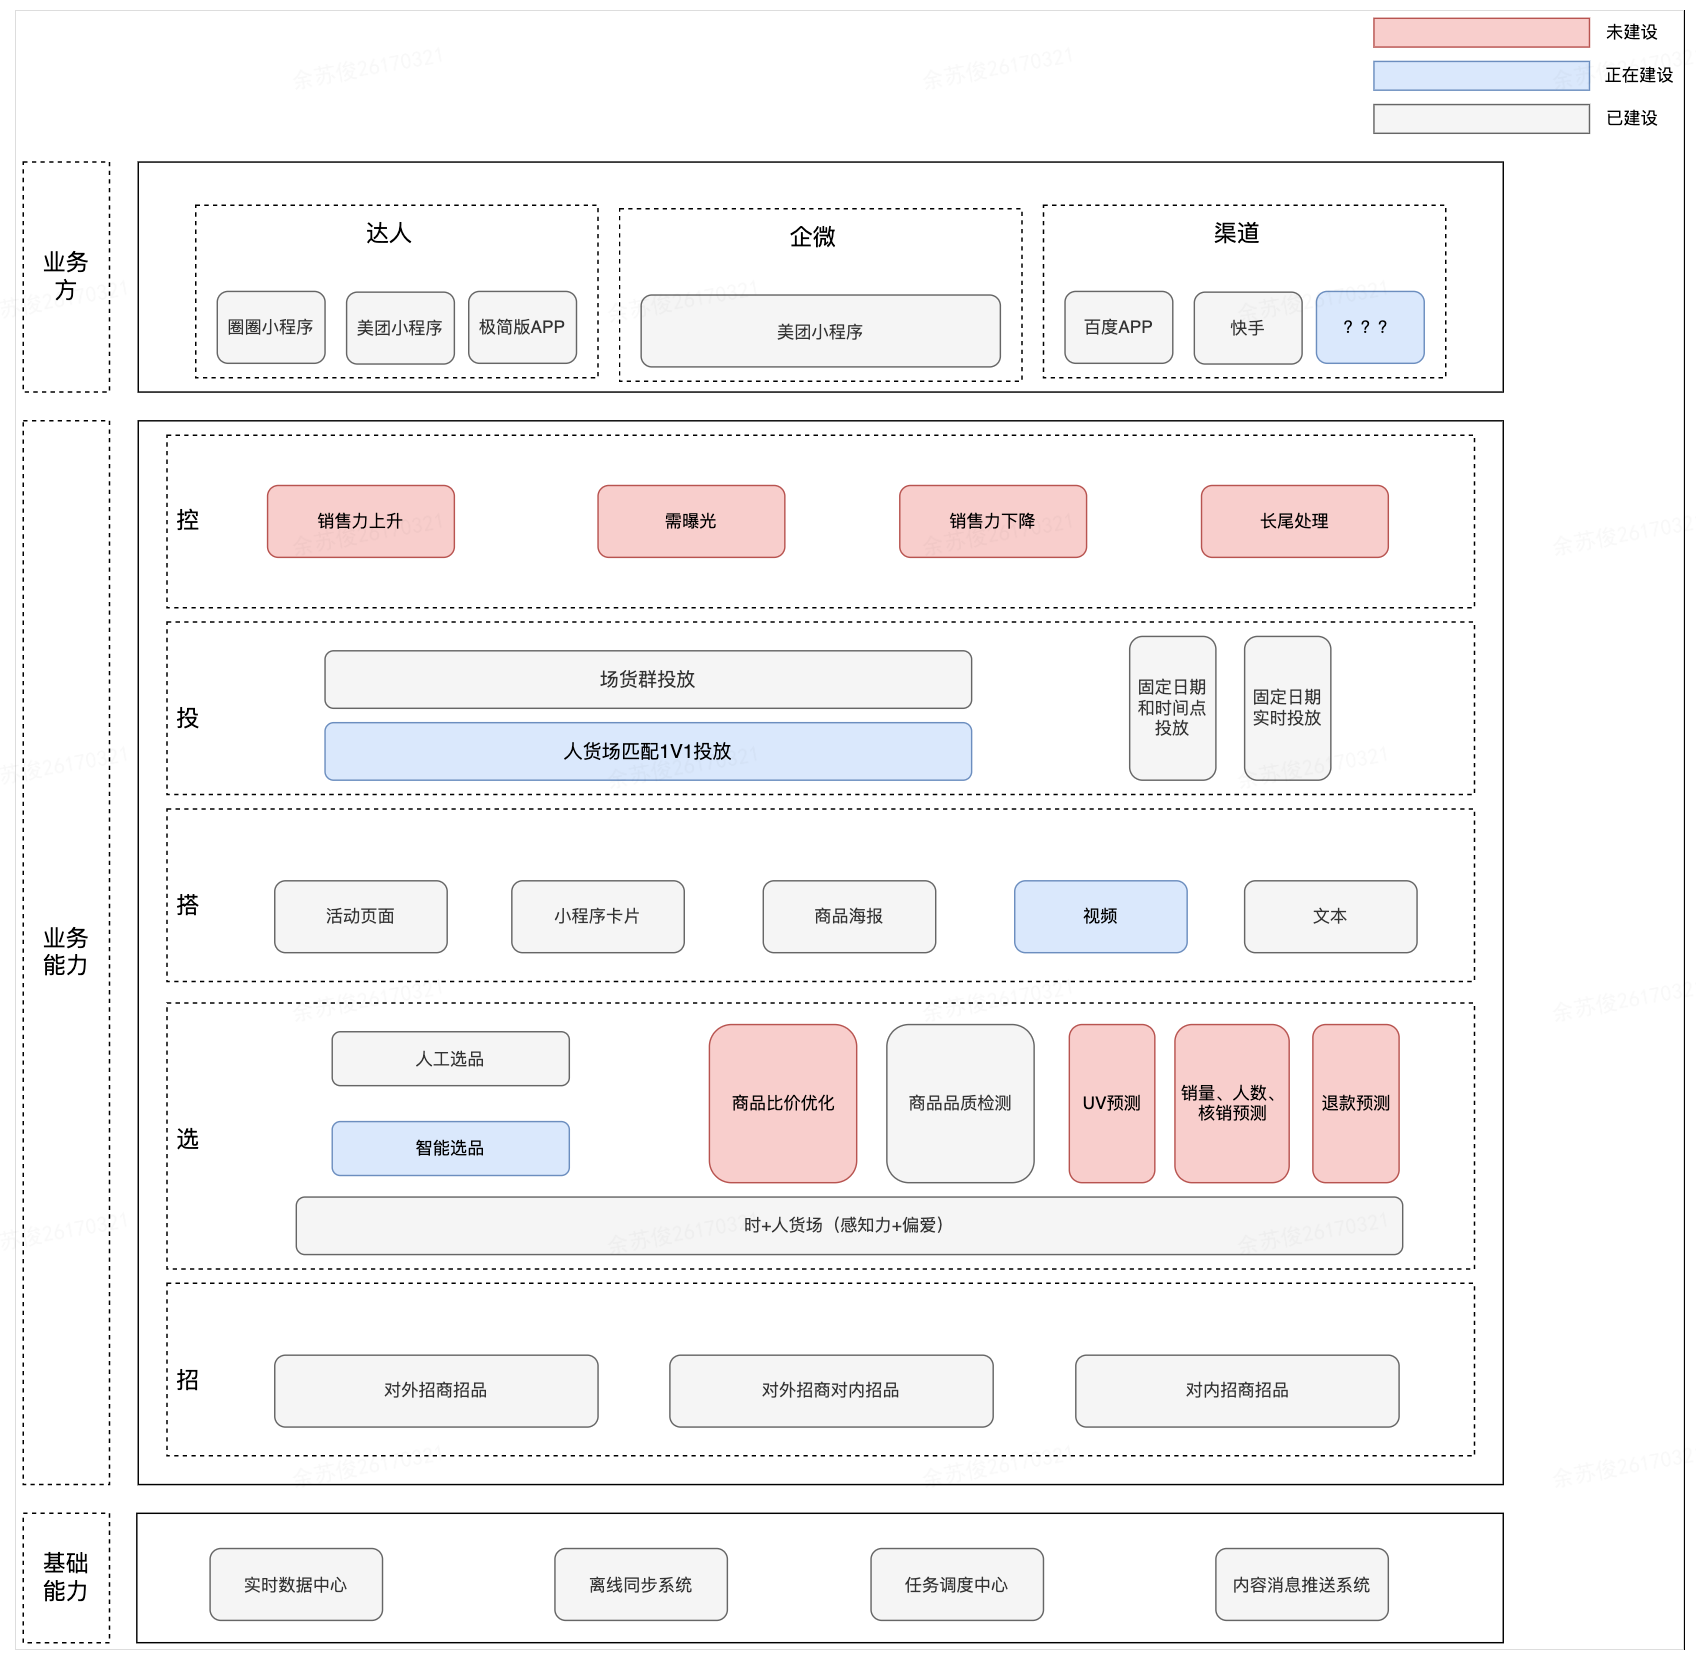 未建设
正在建设
已建设
业务
方
达人
圈圈小程序
美团小程序
极简版APP
企微
美团小程序
渠道
百度APP
快手
？？？
业务
能力
控
销售力上升
需曝光
销售力下降
长尾处理
投
场货群投放
人货场匹配1V1投放
固定日期
和时间点
投放
固定日期
实时投放
搭
活动页面
小程序卡片
商品海报
视频
文本
选
人工选品
智能选品
商品比价优化
商品品质检测
UV预测
销量、人数、
核销预测
退款预测
时+人货场（感知力+偏爱）
招
对外招商招品
对外招商对内招品
对内招商招品
基础
能力
实时数据中心
离线同步系统
任务调度中心
内容消息推送系统
余苏俊26170321